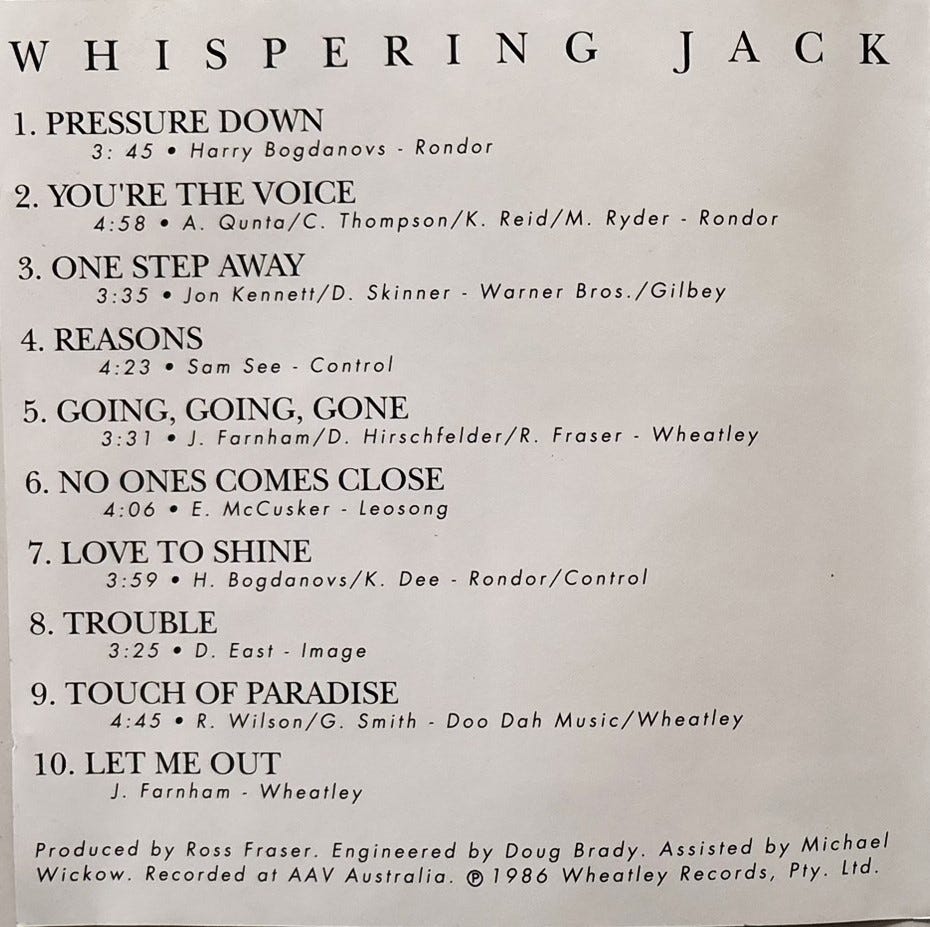 WHISPERING JACK
1. PRESSURE DOWN
3: 45 • Harry Bogdanovs - Rondor
2. YOU'RE THE VOICE
4:58 • A. Qunta/C. Thompson/K. Reid/M. Ryder - Rondor
3. ONE STEP AWAY
3:35 • Jon Kennett/D. Skinner - Warner Bros./Gilbey
4. REASONS
4:23 • Sam See - Control
5. GOING, GOING, GONE
3:31 • J. Farnham/D. Hirschfelder/R. Fraser - Wheatley
6. NO ONES COMES CLOSE
4:06 • E. McCusker - Leosong
7. LOVE TO SHINE
3:59 • H. Bogdanovs/K. Dee - Rondor/Control
8. TROUBLE
3:25 • D. East - Image
9. TOUCH OF PARADISE
4:45 • R. Wilson/G. Smith - Doo Dah Music/Wheatley
10. LET ME OUT
J. Farnham - Wheatley
Produced by Ross Fraser. Engineered by Doug Brady. Assisted by Michael
Wickow. Recorded at AAV Australia. ℗ 1986 Wheatley Records, Pty. Ltd.